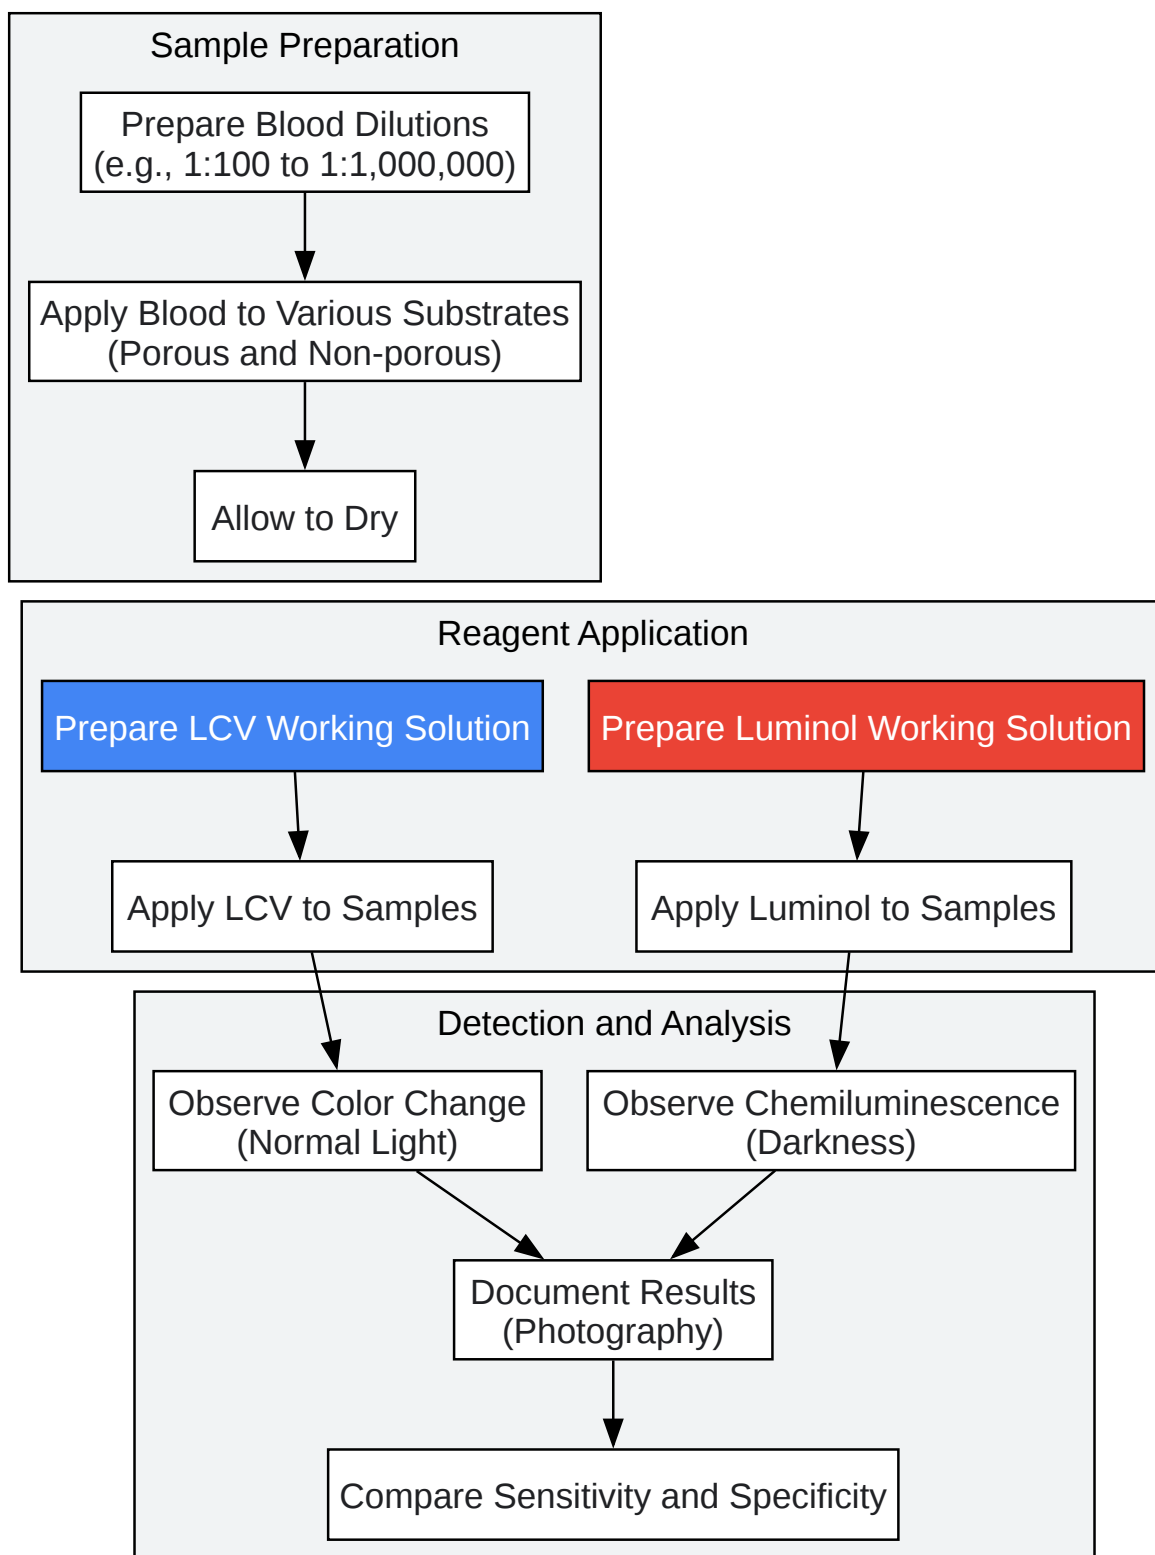 Sample Preparation
Prepare Blood Dilutions
(e.g., 1:100 to 1:1,000,000)
Apply Blood to Various Substrates
(Porous and Non-porous)
Allow to Dry
Reagent Application
Prepare LCV Working Solution
Prepare Luminol Working Solution
Apply LCV to Samples
Apply Luminol to Samples
Detection and Analysis
Observe Color Change
(Normal Light)
Observe Chemiluminescence
(Darkness)
Document Results
(Photography)
Compare Sensitivity and Specificity